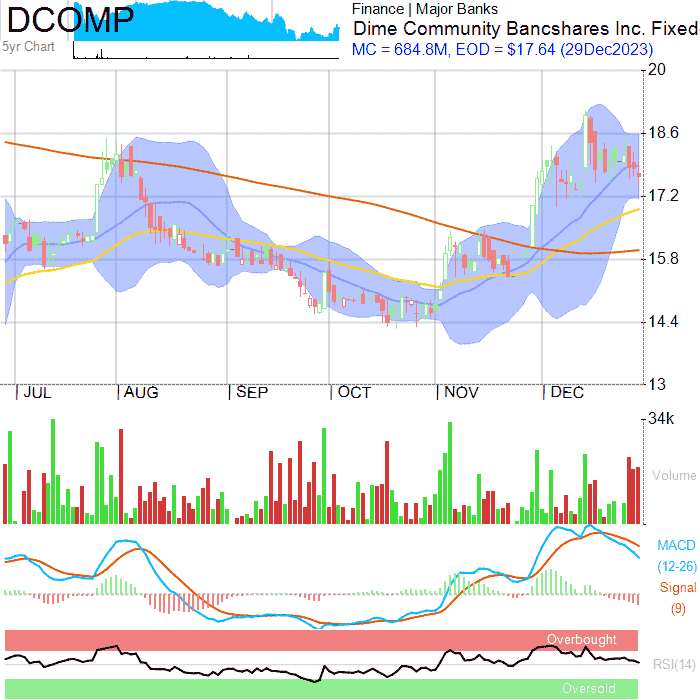 DCOMP
5yr Chart
Finance | Major Banks
Dime Community Bancshares Inc. Fixed
MC = 684.8M, EOD = $17.64 (29Dec2023)
20
18.6
17.2
15.8
14.4
13
JUL AUG SEP OCT NOV DEC
34k
Volume
MACD
(12-26)
Signal
(9)
Overbought
RSI(14)
Oversold